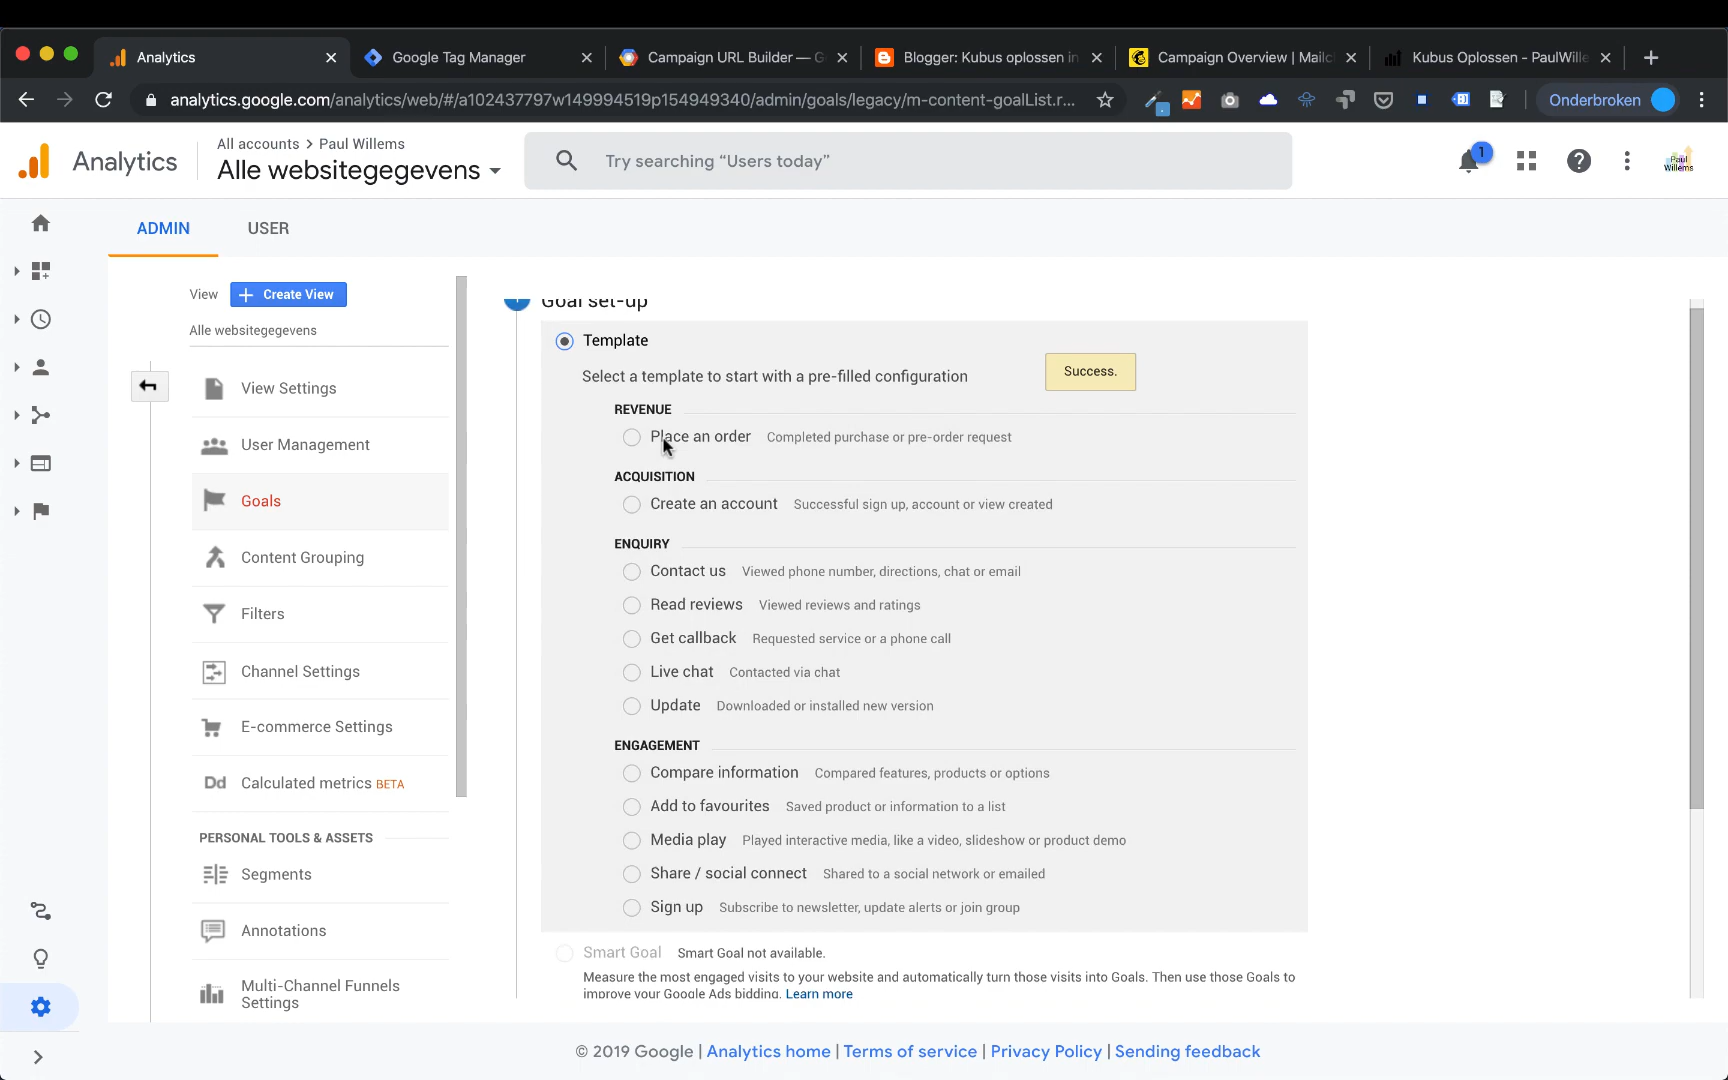 Analytics
Google Tag Manager
Campaign URL Builder — G
Blogger: Kubus oplossen in
Campaign Overview | Mailc
Kubus Oplossen - PaulWille
analytics.google.com/analytics/web/#/a102437797w149994519p154949340/admin/goals/legacy/m-content-goalList.r...
Onderbroken
Analytics
All accounts > Paul Willems
Alle websitegegevens
Try searching “Users today”
1
Paul
Willems
ADMIN
USER
View
Create View
Alle websitegegevens
View Settings
User Management
Goals
Content Grouping
Filters
Channel Settings
E-commerce Settings
Dd Calculated metrics BETA
PERSONAL TOOLS & ASSETS
Segments
Annotations
Multi-Channel Funnels
Settings
Goal set-up
Template
Select a template to start with a pre-filled configuration
Success.
REVENUE
Place an order Completed purchase or pre-order request
ACQUISITION
Create an account Successful sign up, account or view created
ENQUIRY
Contact us Viewed phone number, directions, chat or email
Read reviews Viewed reviews and ratings
Get callback Requested service or a phone call
Live chat Contacted via chat
Update Downloaded or installed new version
ENGAGEMENT
Compare information Compared features, products or options
Add to favourites Saved product or information to a list
Media play Played interactive media, like a video, slideshow or product demo
Share / social connect Shared to a social network or emailed
Sign up Subscribe to newsletter, update alerts or join group
Smart Goal Smart Goal not available.
Measure the most engaged visits to your website and automatically turn those visits into Goals. Then use those Goals to
improve your Google Ads bidding. Learn more
© 2019 Google | Analytics home | Terms of service | Privacy Policy | Sending feedback